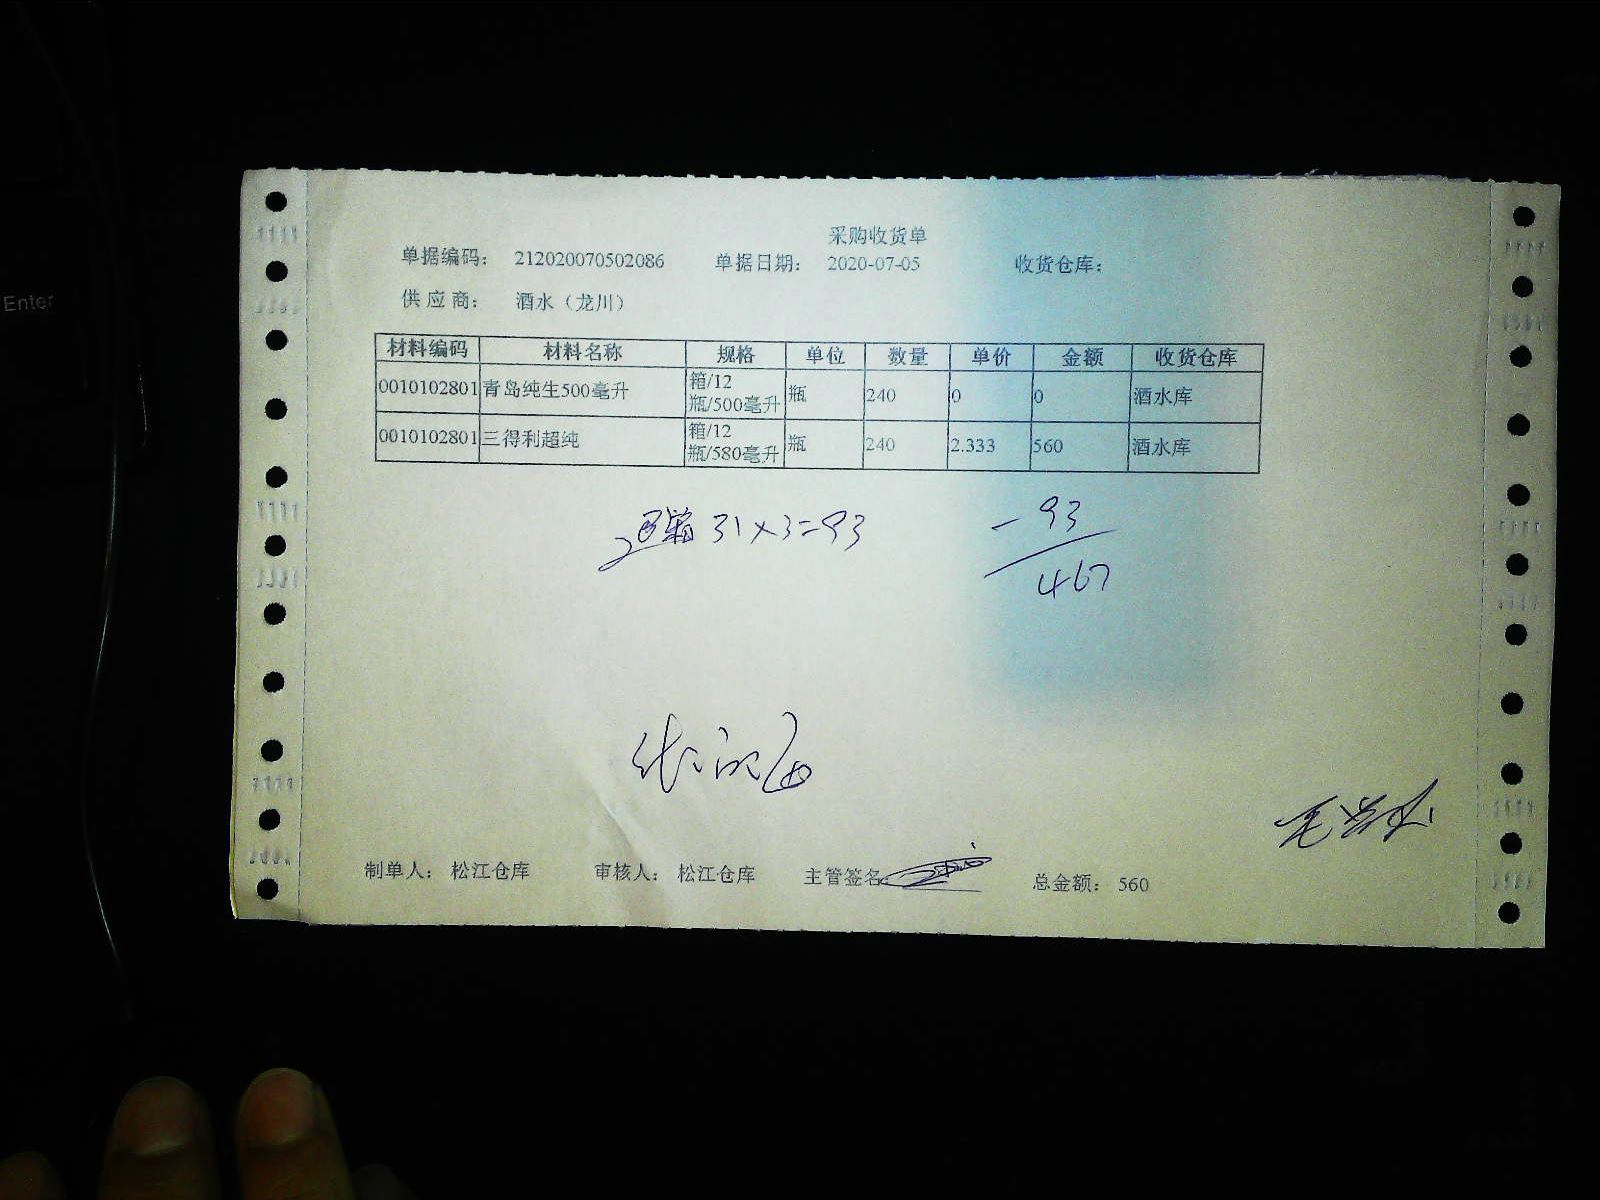 Enter
采购收货单
单据编码： 212020070502086 单据日期： 2020-07-05 收货仓库：
供应商： 酒水（龙川）
材料编码 材料名称 规格 单位 数量 单价 金额 收货仓库
0010102801 青岛纯生500毫升 箱/12瓶/500毫升 瓶 240 0 0 酒水库
0010102801 三得利超纯 箱/12瓶/580毫升 瓶 240 2.333 560 酒水库
31×3=93
－93
467
制单人： 松江仓库 审核人： 松江仓库 主管签名： 总金额： 560